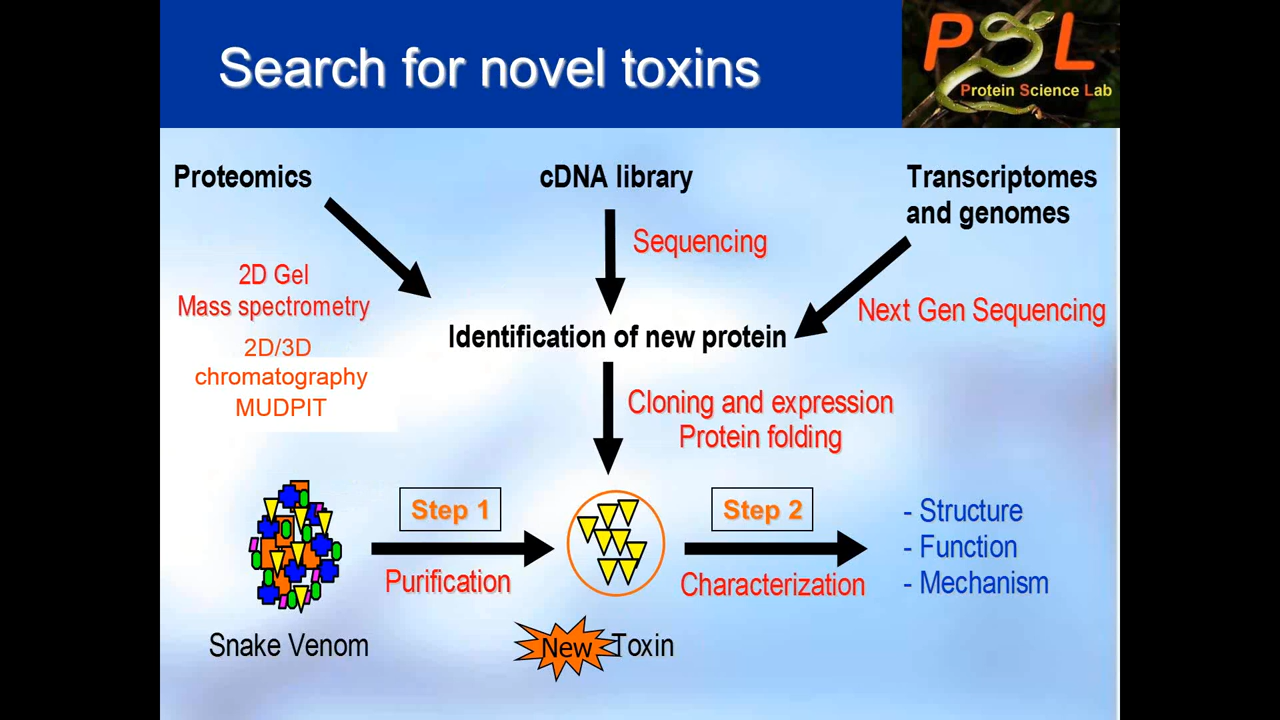 Search for novel toxins
PSL
Protein Science Lab
Proteomics
cDNA library
Transcriptomes
and genomes
Sequencing
2D Gel
Mass spectrometry
Next Gen Sequencing
Identification of new protein
2D/3D
chromatography
MUDPIT
Cloning and expression
Protein folding
Step 1
Step 2
Purification
Characterization
- Structure
- Function
- Mechanism
Snake Venom
New Toxin